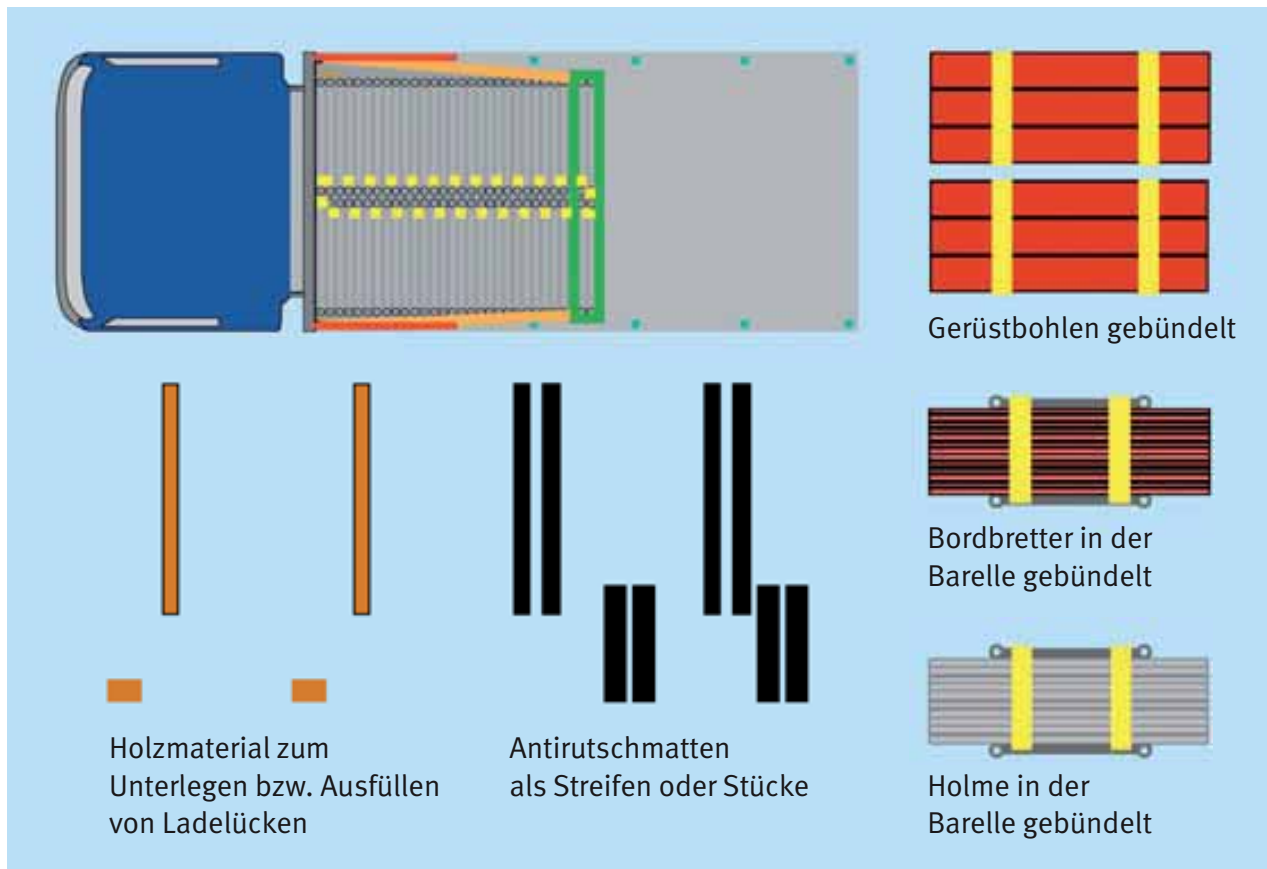 Gerüstbohlen gebündelt
Bordbretter in der
Barelle gebündelt
Holzmaterial zum
Unterlegen bzw. Ausfüllen
von Ladelücken
Antirutschmatten
als Streifen oder Stücke
Holme in der
Barelle gebündelt